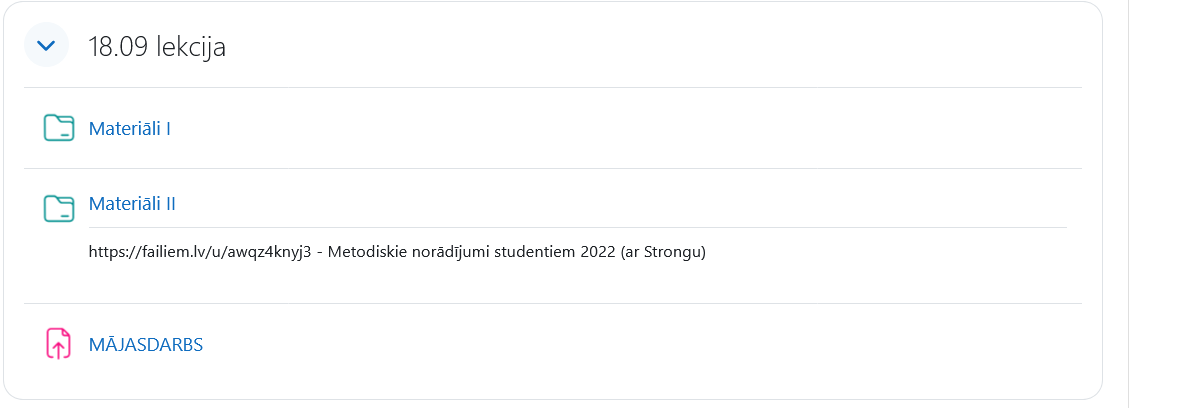 18.09 lekcija
Materiāli I
Materiāli II
https://failiem.lv/u/awqz4knyj3 - Metodiskie norādījumi studentiem 2022 (ar Strongu)
MĀJASDARBS